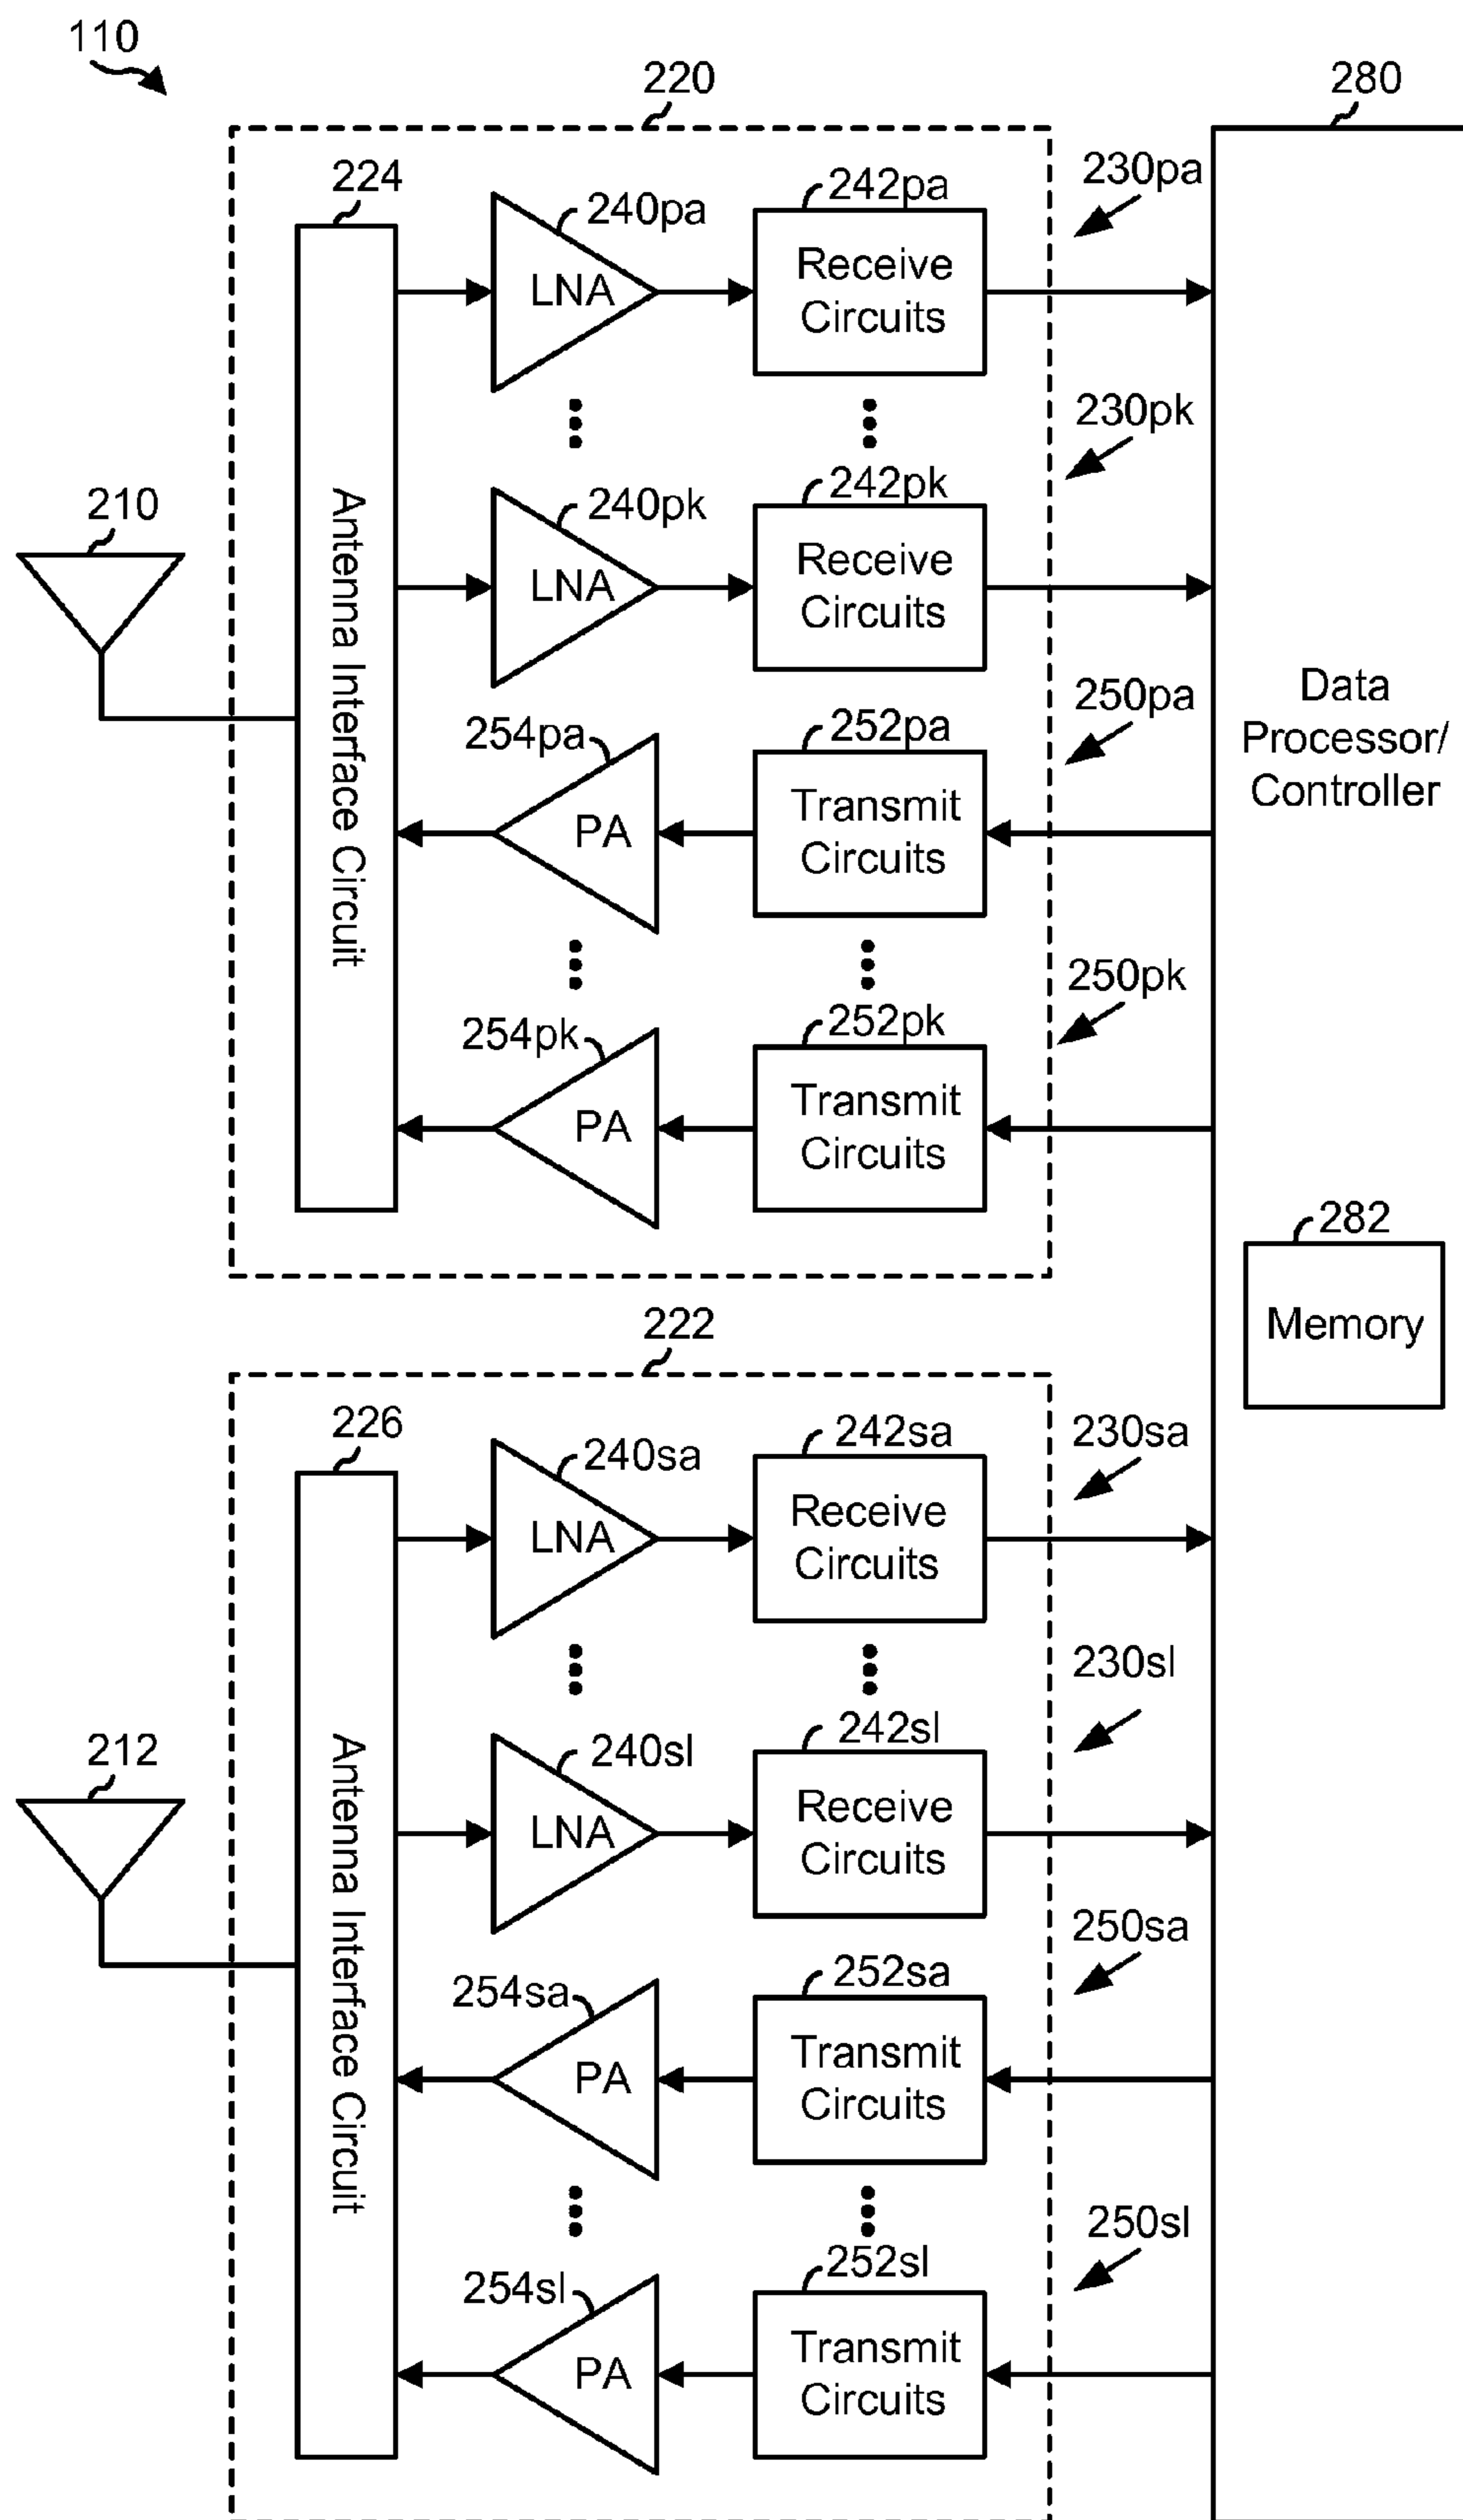 110
220
280
224
240pa
242pa
230pa
LNA
Receive
Circuits
230pk
210
240pk
242pk
LNA
Receive
Circuits
Antenna Interface Circuit
Data
Processor/
Controller
250pa
254pa
252pa
PA
Transmit
Circuits
250pk
254pk
252pk
PA
Transmit
Circuits
282
Memory
222
226
240sa
242sa
230sa
LNA
Receive
Circuits
230sl
212
240sl
242sl
LNA
Receive
Circuits
Antenna Interface Circuit
250sa
254sa
252sa
PA
Transmit
Circuits
250sl
254sl
252sl
PA
Transmit
Circuits